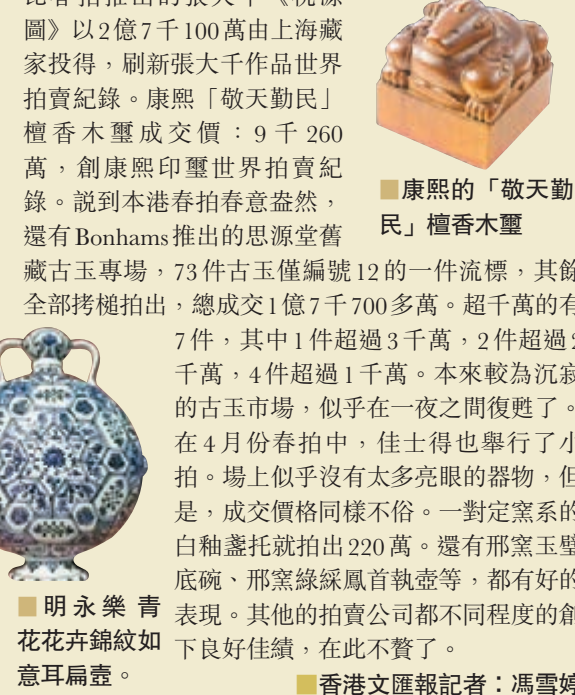 圖》以2億7千100萬由上海藏
家投得，刷新張大千作品世界
拍賣紀錄。康熙「敬天勤民」
檀香木璽成交價：9千260
萬，創康熙印璽世界拍賣紀
錄。説到本港春拍春意盎然，
還有Bonhams推出的思源堂舊
■康熙的「敬天勤
民」檀香木璽
藏古玉專場，73件古玉僅編號12的一件流標，其餘
全部拷槌拍出，總成交1億7千700多萬。超千萬的有
7件，其中1件超過3千萬，2件超過2
千萬，4件超過1千萬。本來較為沉寂
的古玉市場，似乎在一夜之間復甦了。
在4月份春拍中，佳士得也舉行了小
拍。場上似乎沒有太多亮眼的器物，但
是，成交價格同樣不俗。一對定窯系的
白釉盞托就拍出220萬。還有邢窯玉璧
底碗、邢窯綠綵鳳首執壺等，都有好的
表現。其他的拍賣公司都不同程度的創
下良好佳績，在此不贅了。
■明永樂 青
花花卉錦紋如
意耳扁壺。
■香港文匯報記者：馮雪婷